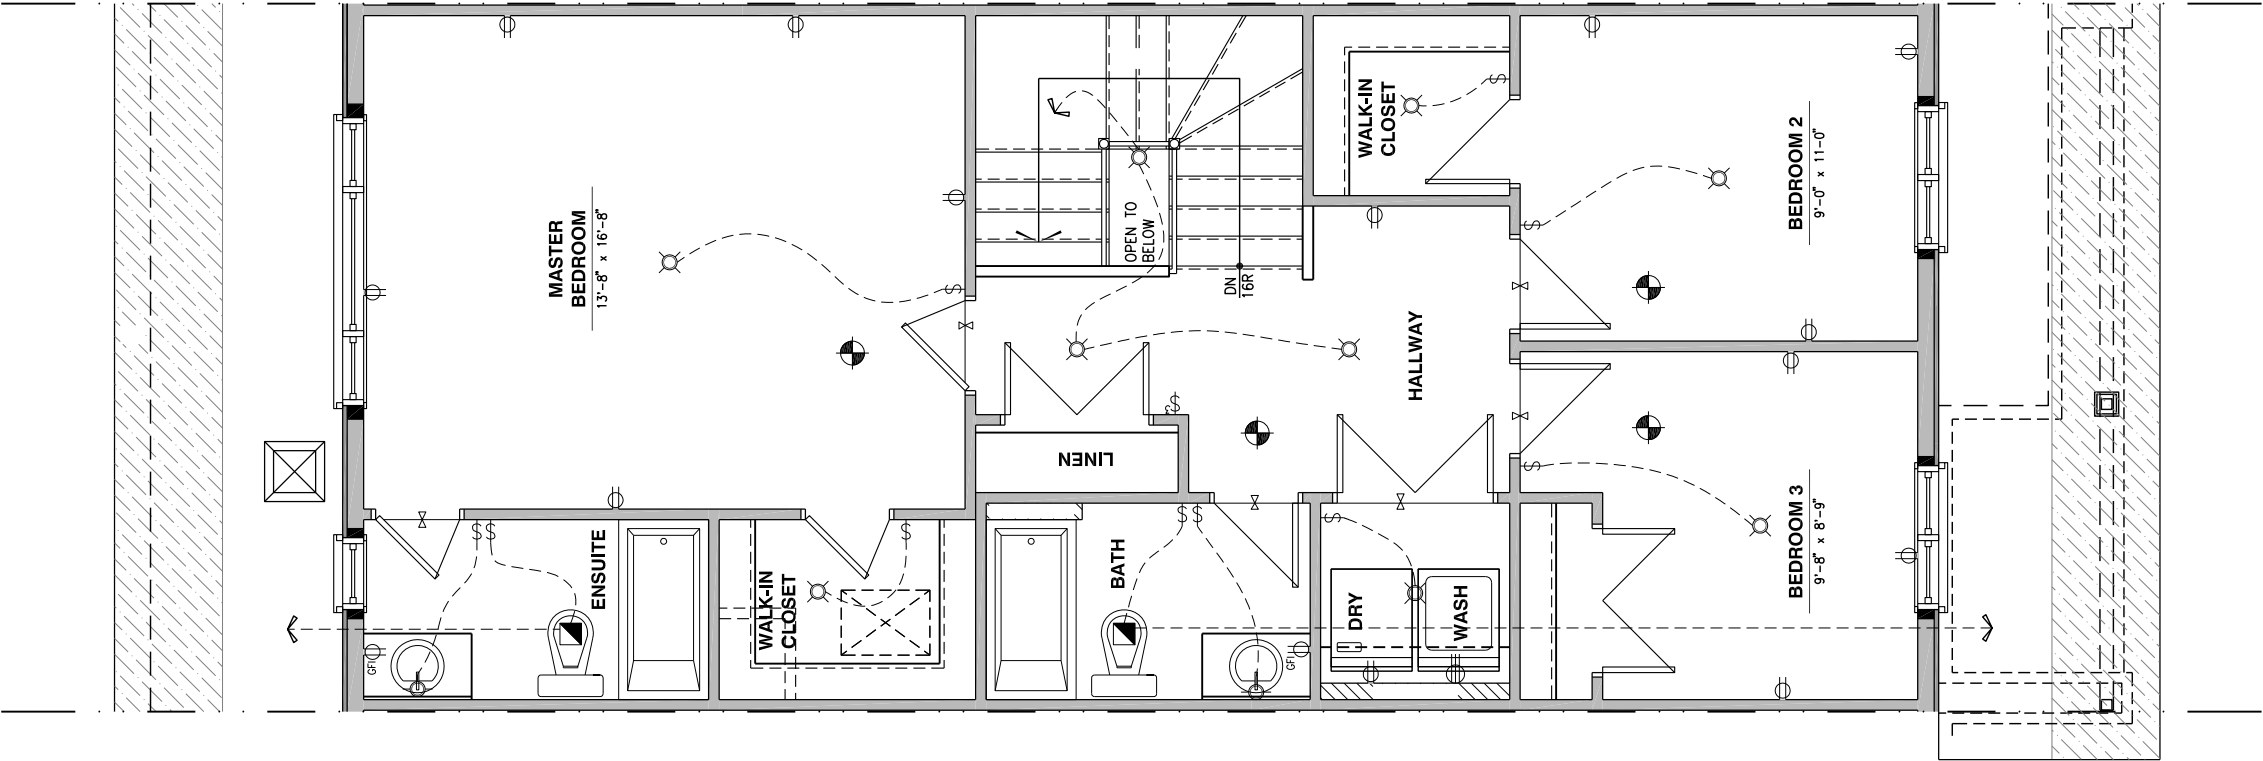 MASTER
BEDROOM
13'-8" x 16'-8"
OPEN TO
BELOW
DN
16R
WALK-IN
CLOSET
BEDROOM 2
9'-0" x 11'-0"
HALLWAY
LINEN
ENSUITE
GFI
WALK-IN
CLOSET
BATH
GFI
DRY
WASH
BEDROOM 3
9'-8" x 8'-9"
$
$
$
$
$
$
$
$
$
$
$
$
$